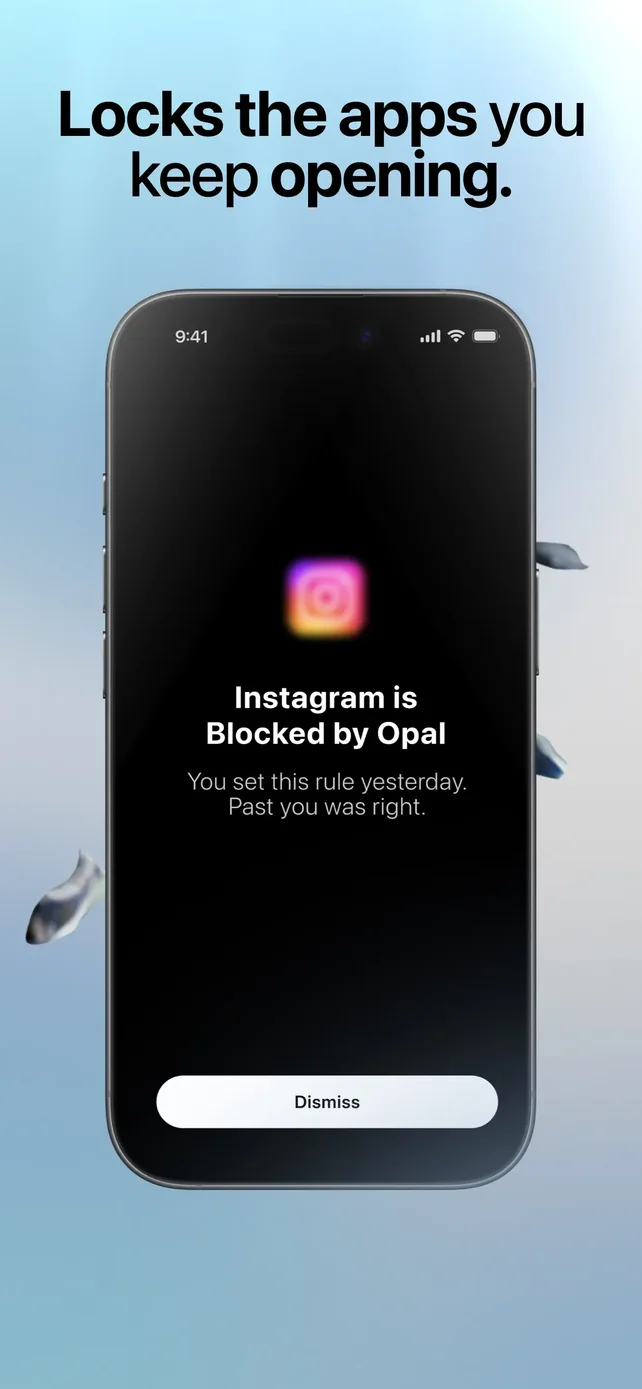 Locks the apps you
keep opening.
9:41
Instagram is
Blocked by Opal
You set this rule yesterday.
Past you was right.
Dismiss